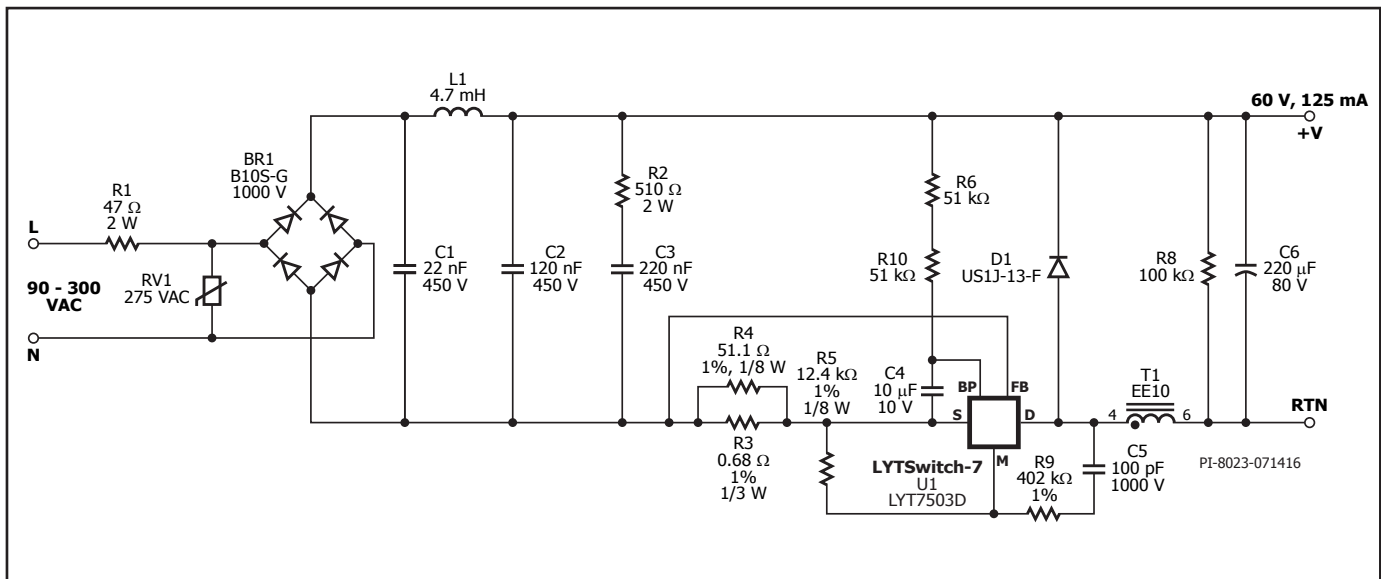 L1
4.7 mH
60 V, 125 mA
+V
BR1
B10S-G
1000 V
R1
47 Ω
2 W
L
RV1
275 VAC
90 - 300
VAC
N
C1
22 nF
450 V
C2
120 nF
450 V
R2
510 Ω
2 W
C3
220 nF
450 V
R6
51 kΩ
R10
51 kΩ
D1
US1J-13-F
R8
100 kΩ
C6
220 µF
80 V
R4
51.1 Ω
1%, 1/8 W
R3
0.68 Ω
1%
1/3 W
R5
12.4 kΩ
1%
1/8 W
C4
10 µF
10 V
BP
FB
S
D
M
LYTSwitch-7
U1
LYT7503D
R9
402 kΩ
1%
C5
100 pF
1000 V
T1
EE10
4
6
RTN
PI-8023-071416